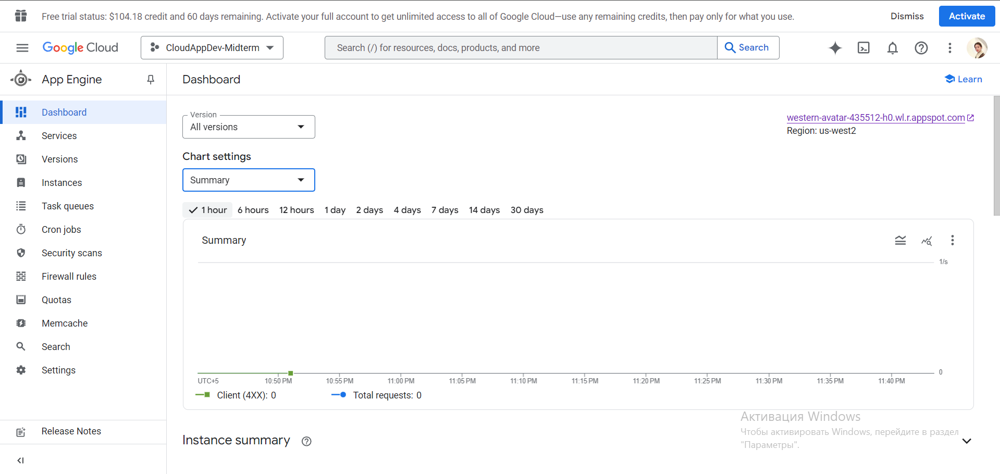 Free trial status: $104.18 credit and 60 days remaining. Activate your full account to get unlimited access to all of Google Cloud—use any remaining credits, then pay only for what you use.
Dismiss
Activate
Google Cloud
CloudAppDev-Midterm
Search (/) for resources, docs, products, and more
Search
App Engine
Dashboard
Learn
Dashboard
Services
Versions
Instances
Task queues
Cron jobs
Security scans
Firewall rules
Quotas
Memcache
Search
Settings
Release Notes
Version
All versions
western-avatar-435512-h0.wl.r.appspot.com
Region: us-west2
Chart settings
Summary
1 hour 6 hours 12 hours 1 day 2 days 4 days 7 days 14 days 30 days
Summary
1/s
0
UTC+5 10:50 PM 10:55 PM 11:00 PM 11:05 PM 11:10 PM 11:15 PM 11:20 PM 11:25 PM 11:30 PM 11:35 PM 11:40 PM
Client (4XX): 0 Total requests: 0
Активация Windows
Чтобы активировать Windows, перейдите в раздел
"Параметры".
Instance summary